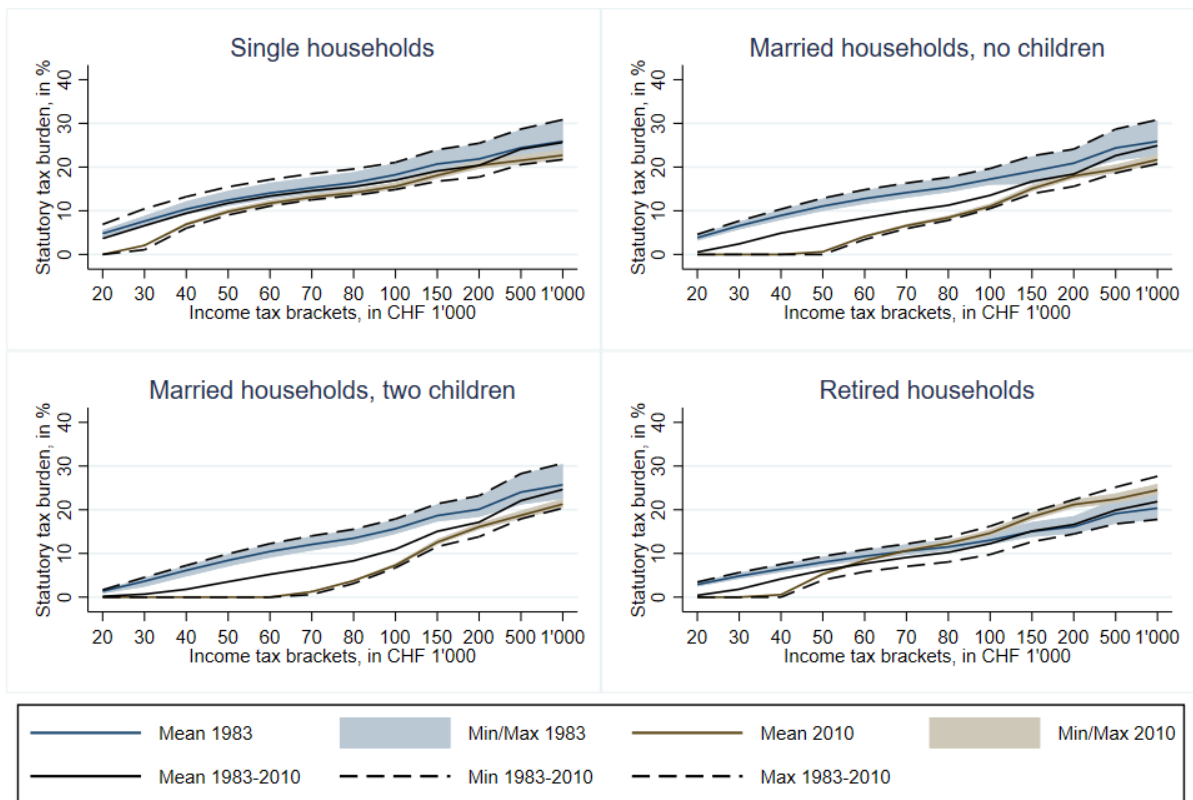 Single households
Statutory tax burden, in %
40
30
20
10
0
20 30 40 50 60 70 80 100 150 200 500 1'000
Income tax brackets, in CHF 1'000
Married households, no children
Statutory tax burden, in %
40
30
20
10
0
20 30 40 50 60 70 80 100 150 200 500 1'000
Income tax brackets, in CHF 1'000
Married households, two children
Statutory tax burden, in %
40
30
20
10
0
20 30 40 50 60 70 80 100 150 200 500 1'000
Income tax brackets, in CHF 1'000
Retired households
Statutory tax burden, in %
40
30
20
10
0
20 30 40 50 60 70 80 100 150 200 500 1'000
Income tax brackets, in CHF 1'000
Mean 1983 Min/Max 1983 Mean 2010 Min/Max 2010
Mean 1983-2010 Min 1983-2010 Max 1983-2010